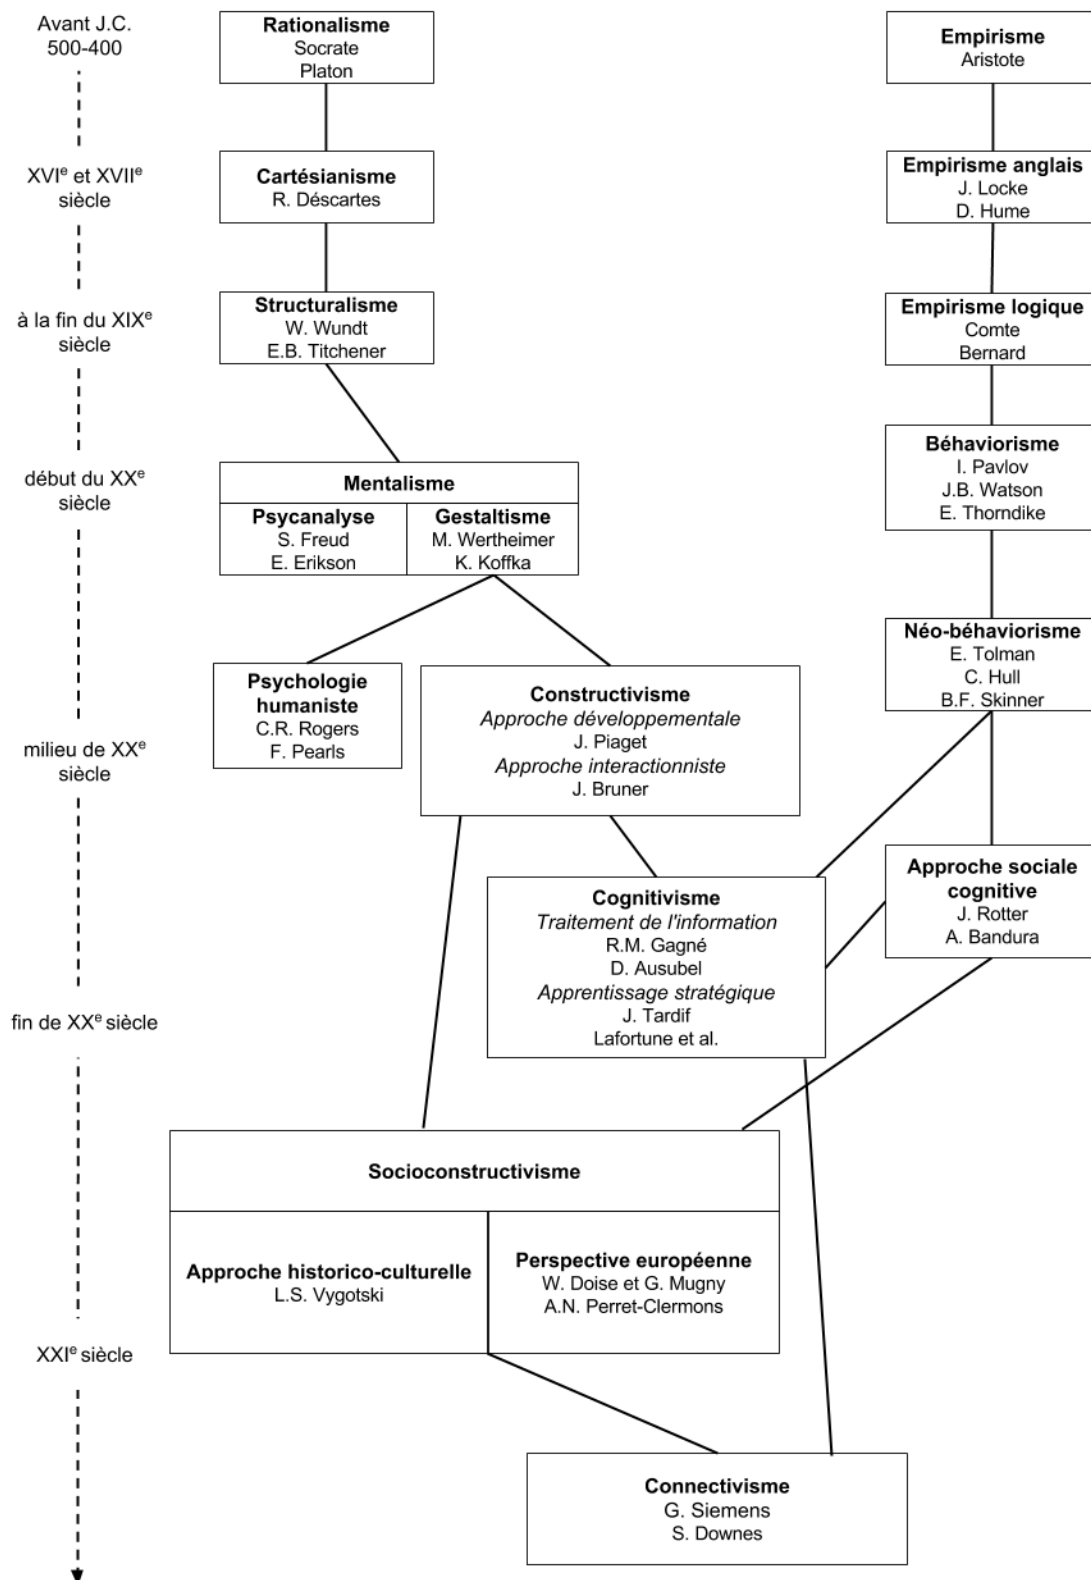 Avant J.C.
500-400
Rationalisme
Socrate
Platon
Empirisme
Aristote
XVIe et XVIIe
siècle
Cartésianisme
R. Déscartes
Empirisme anglais
J. Locke
D. Hume
à la fin du XIXe
siècle
Structuralisme
W. Wundt
E.B. Titchener
Empirisme logique
Comte
Bernard
début du XXe
siècle
Mentalisme
Psycanalyse
S. Freud
E. Erikson
Gestaltisme
M. Wertheimer
K. Koffka
Béhaviorisme
I. Pavlov
J.B. Watson
E. Thorndike
milieu de XXe
siècle
Psychologie
humaniste
C.R. Rogers
F. Pearls
Constructivisme
Approche développementale
J. Piaget
Approche interactionniste
J. Bruner
Néo-béhaviorisme
E. Tolman
C. Hull
B.F. Skinner
fin de XXe siècle
Cognitivisme
Traitement de l'information
R.M. Gagné
D. Ausubel
Apprentissage stratégique
J. Tardif
Lafortune et al.
Approche sociale
cognitive
J. Rotter
A. Bandura
Socioconstructivisme
Approche historico-culturelle
L.S. Vygotski
Perspective européenne
W. Doise et G. Mugny
A.N. Perret-Clermons
XXIe siècle
Connectivisme
G. Siemens
S. Downes